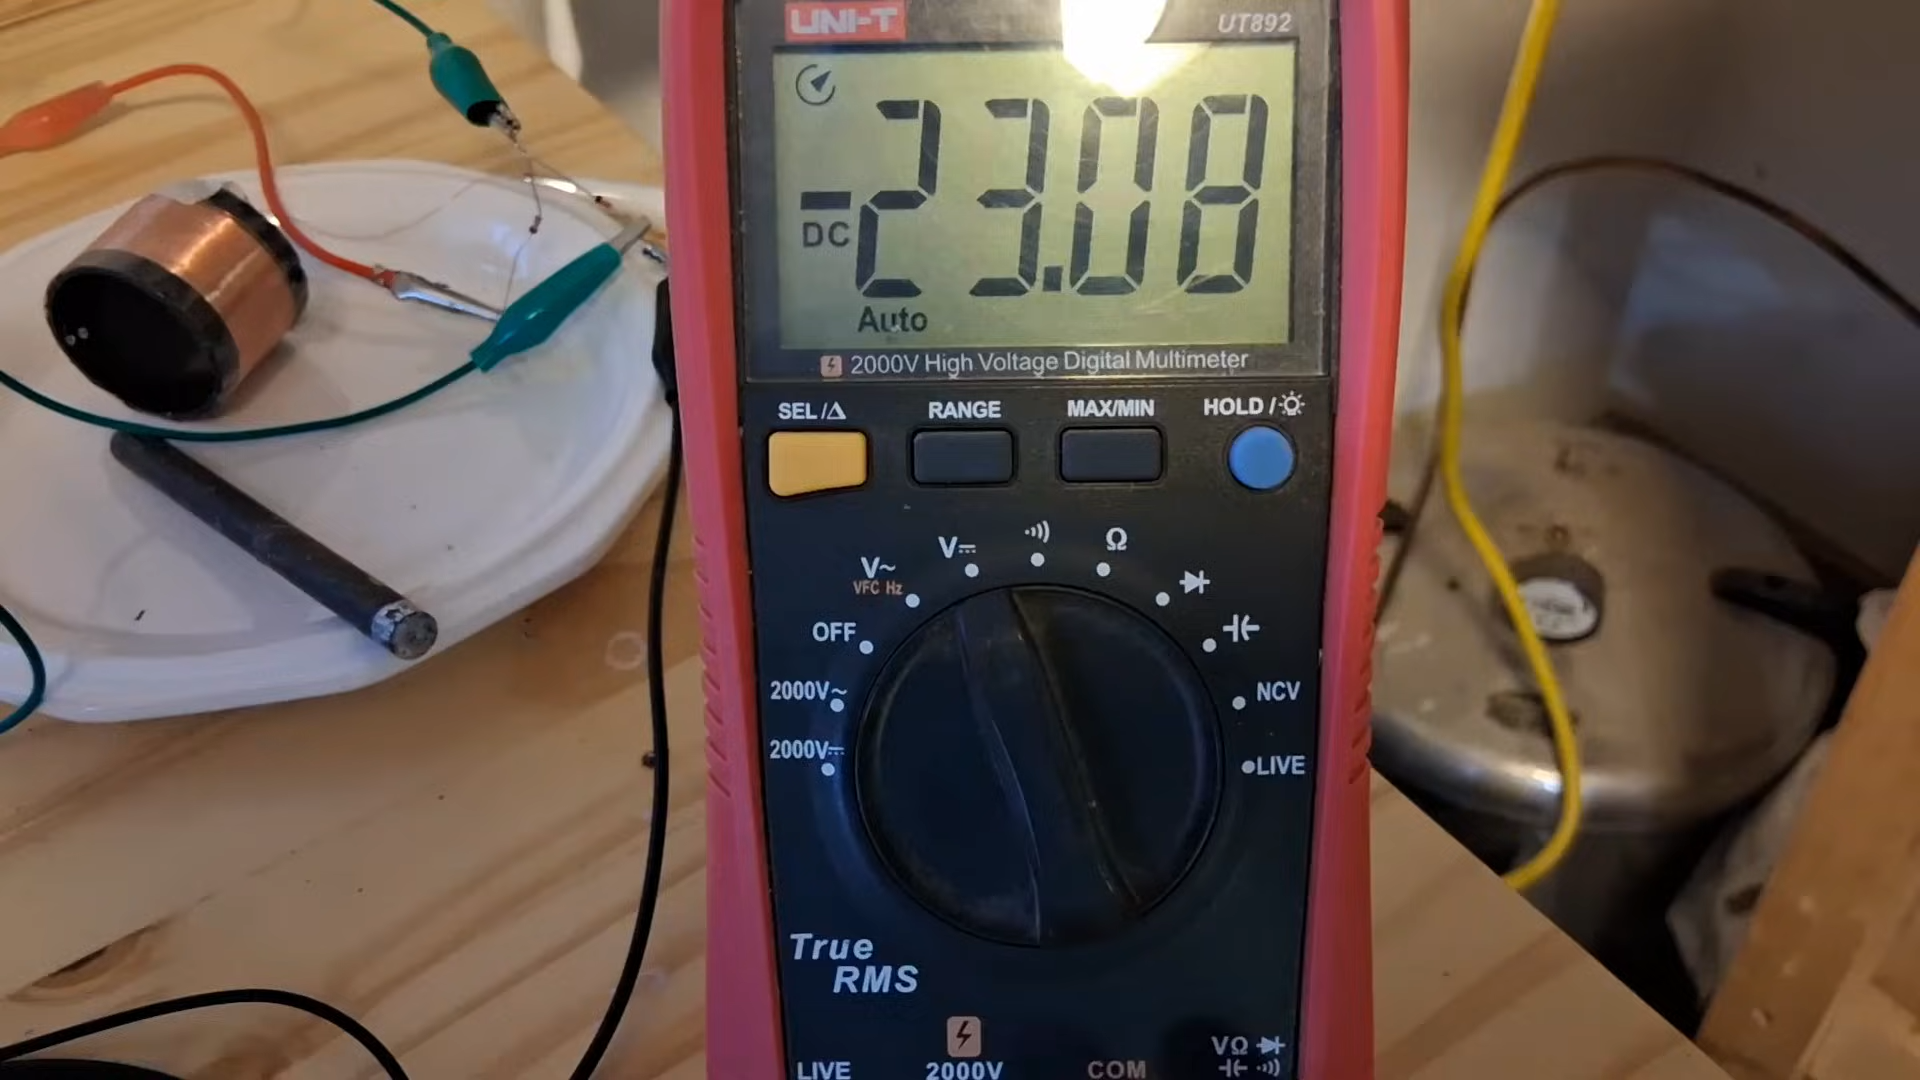 UNI-T UT892
-23.08
DC
Auto
2000V High Voltage Digital Multimeter
SEL/Δ RANGE MAX/MIN HOLD/
V Ω
V~
VFC Hz
OFF
2000V~ NCV
2000V LIVE
True
RMS
VΩ
LIVE 2000V COM